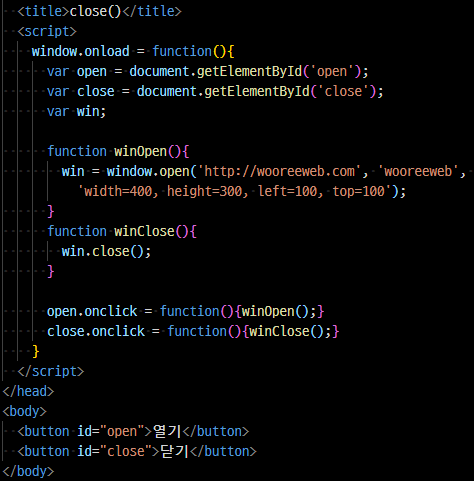 <title>close()</title>
<script>
window.onload = function(){
var open = document.getElementById('open');
var close = document.getElementById('close');
var win;
function winOpen(){
win = window.open('http://wooreeweb.com', 'wooreeweb',
'width=400, height=300, left=100, top=100');
}
function winClose(){
win.close();
}
open.onclick = function(){winOpen();}
close.onclick = function(){winClose();}
}
</script>
</head>
<body>
<button id="open">열기</button>
<button id="close">닫기</button>
</body>